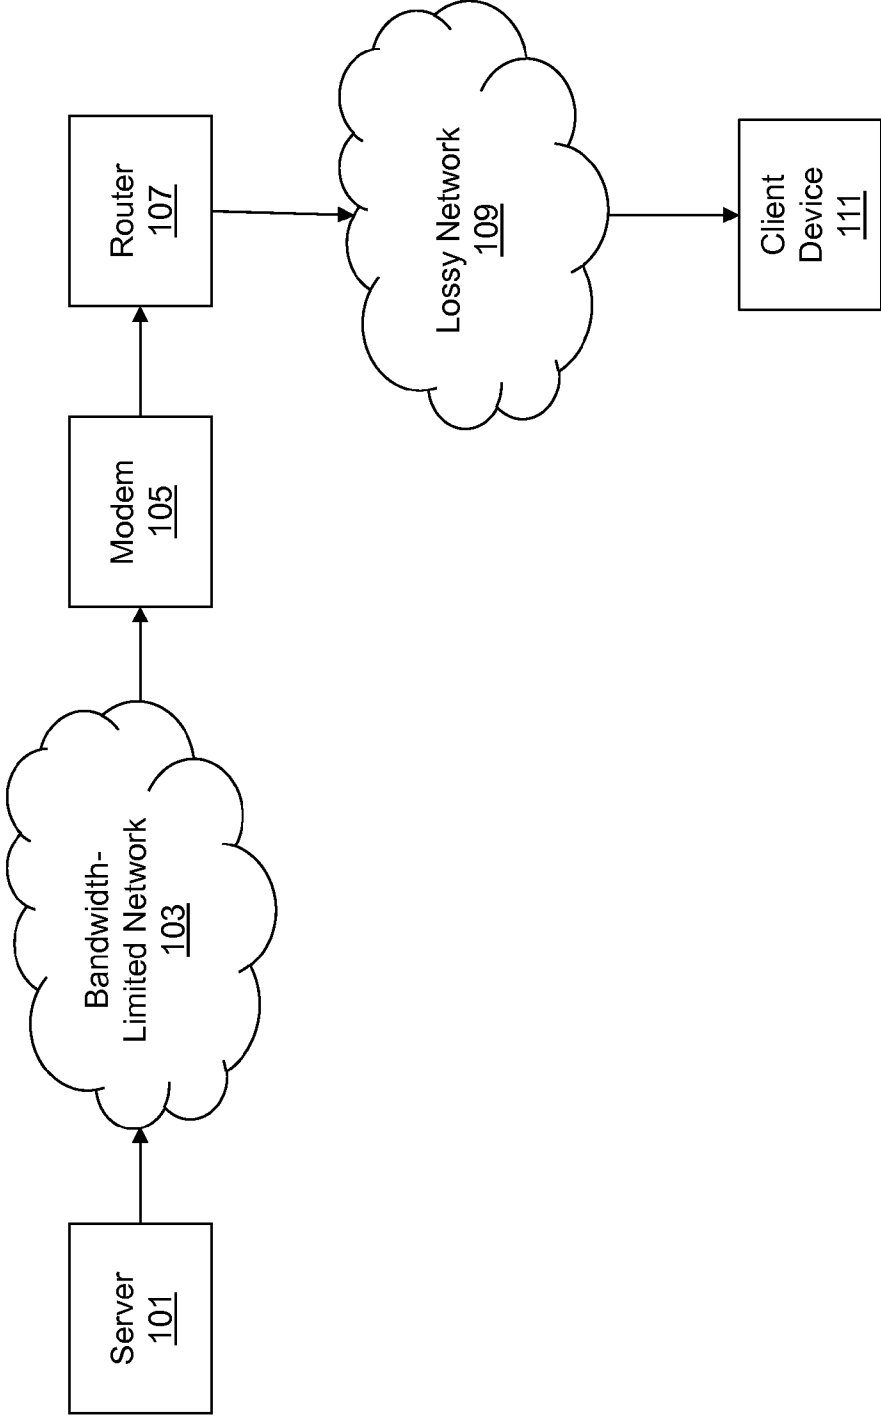 Server
101
Bandwidth-
Limited Network
103
Modem
105
Router
107
Lossy Network
109
Client
Device
111